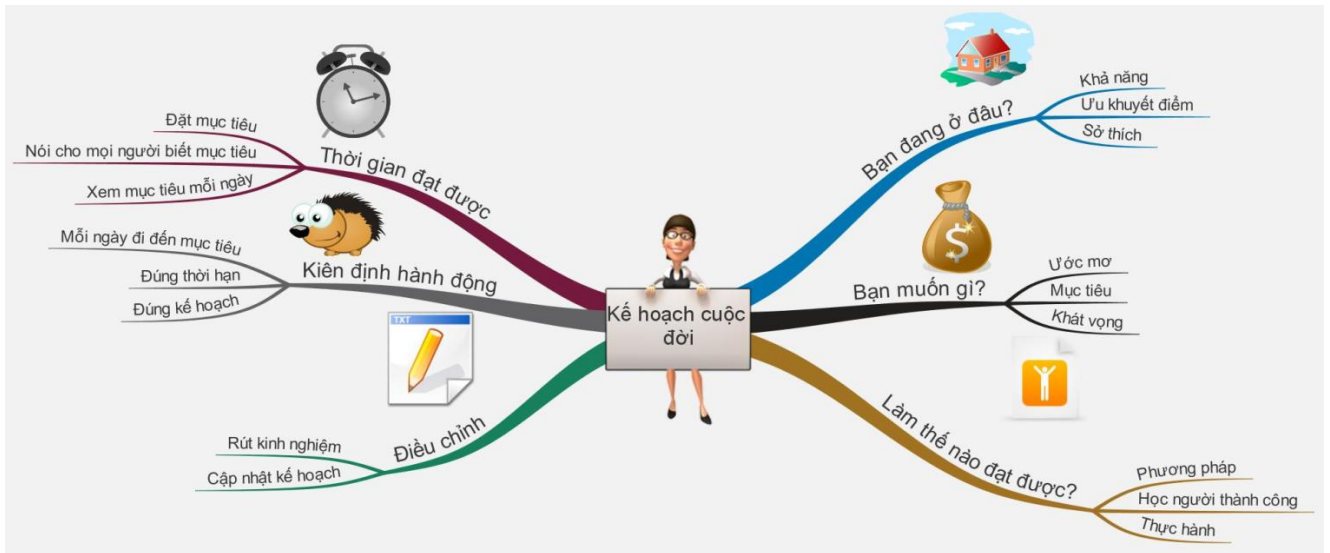 Kế hoạch cuộc
đời
Bạn đang ở đâu?
Khả năng
Ưu khuyết điểm
Sở thích
Bạn muốn gì?
Ước mơ
Mục tiêu
Khát vọng
Làm thế nào đạt được?
Phương pháp
Học người thành công
Thực hành
Thời gian đạt được
Đặt mục tiêu
Nói cho mọi người biết mục tiêu
Xem mục tiêu mỗi ngày
Kiên định hành động
Mỗi ngày đi đến mục tiêu
Đúng thời hạn
Đúng kế hoạch
TXT
Điều chỉnh
Rút kinh nghiệm
Cập nhật kế hoạch
$